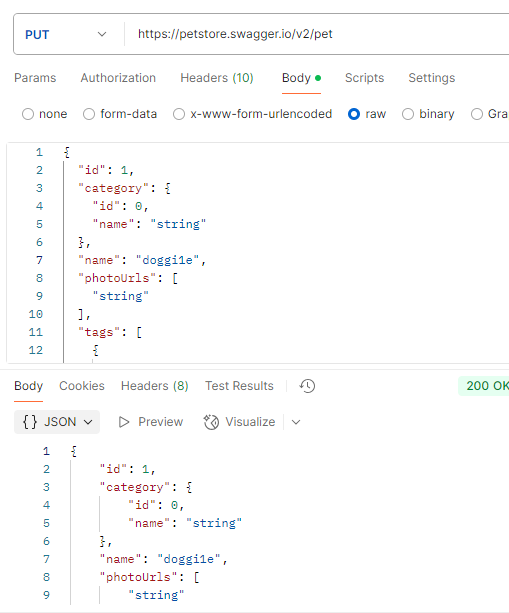 PUT https://petstore.swagger.io/v2/pet
Params Authorization Headers (10) Body Scripts Settings
none form-data x-www-form-urlencoded raw binary Gra
1 {
2 "id": 1,
3 "category": {
4 "id": 0,
5 "name": "string"
6 },
7 "name": "doggi1e",
8 "photoUrls": [
9 "string"
10 ],
11 "tags": [
12 {
Body Cookies Headers (8) Test Results 200 OK
{} JSON Preview Visualize
1 {
2 "id": 1,
3 "category": {
4 "id": 0,
5 "name": "string"
6 },
7 "name": "doggi1e",
8 "photoUrls": [
9 "string"